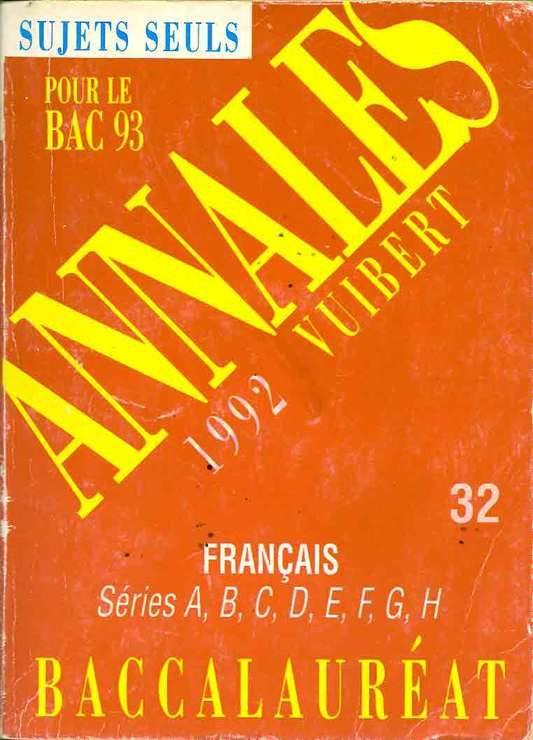 SUJETS SEULS
POUR LE
BAC 93
ANNALES
VUIBERT
1992
32
FRANÇAIS
Séries A, B, C, D, E, F, G, H
BACCALAURÉAT